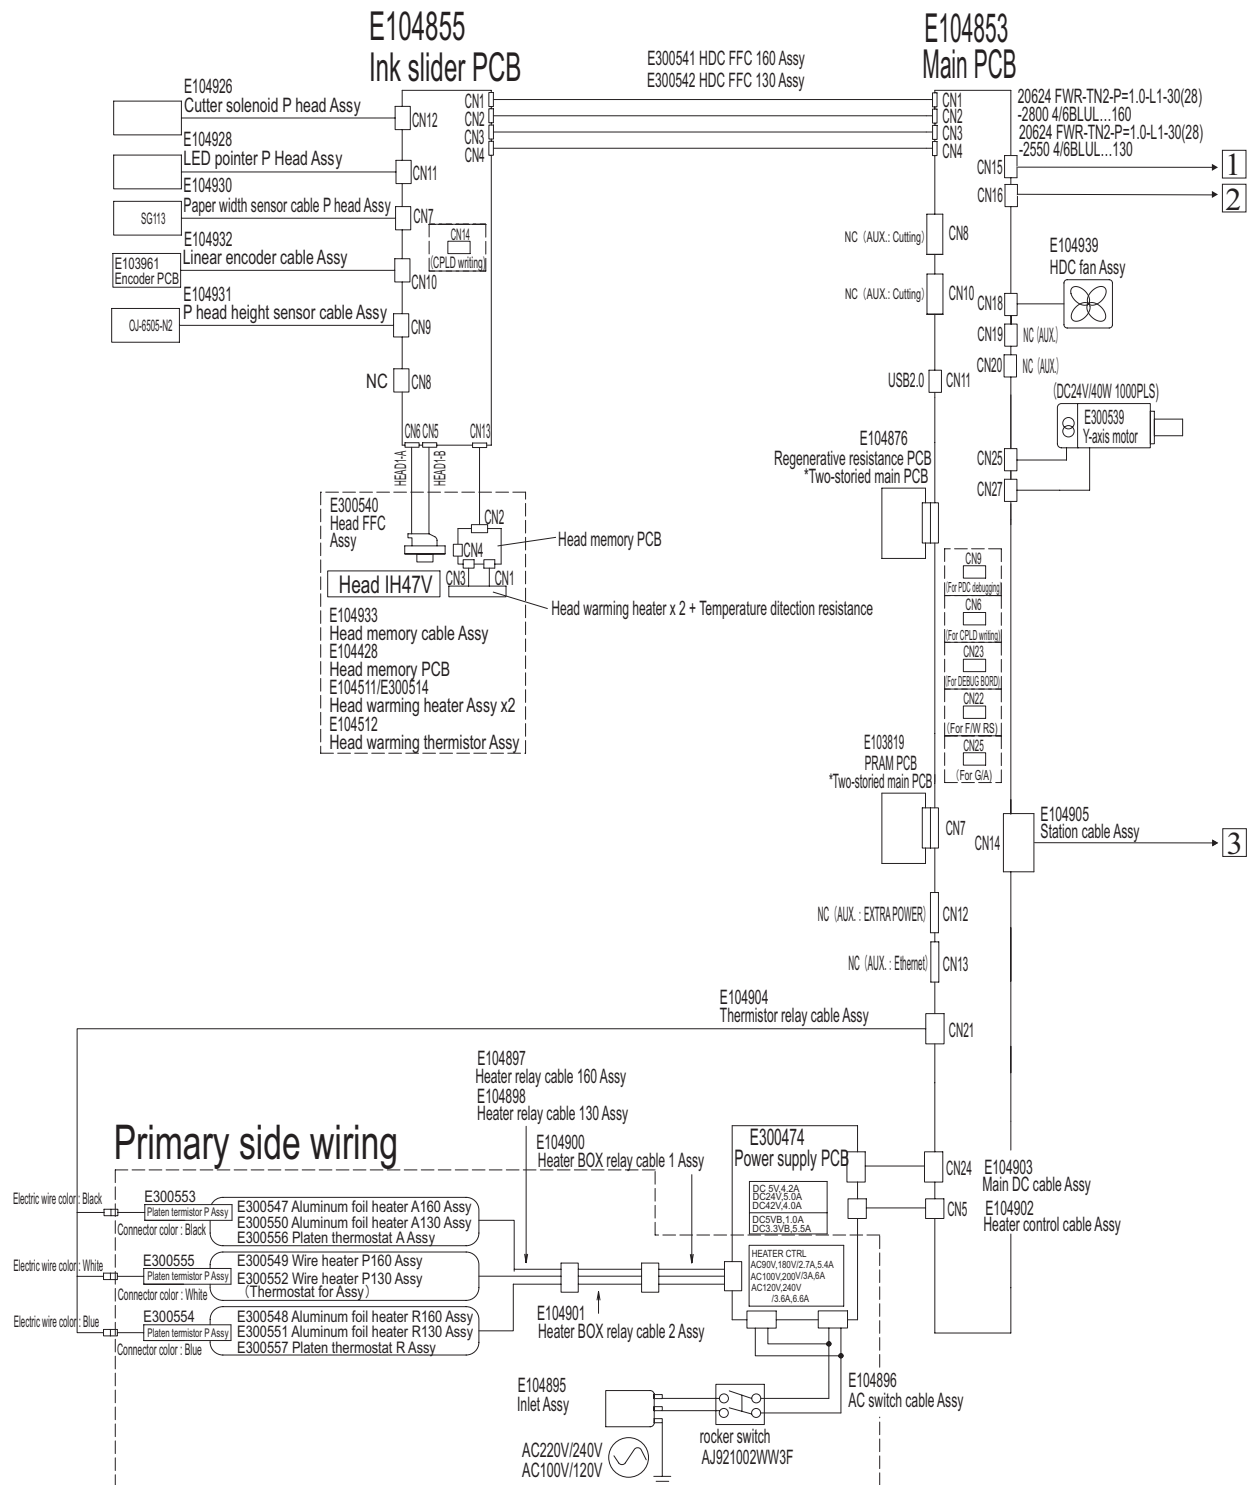 E104855
Ink slider PCB
E104853
Main PCB
E300541 HDC FFC 160 Assy
E300542 HDC FFC 130 Assy
E104926
Cutter solenoid P head Assy
CN12
E104928
LED pointer P Head Assy
CN11
E104930
Paper width sensor cable P head Assy
SG113
CN7
E104932
Linear encoder cable Assy
E103961
Encoder PCB
CN10
E104931
P head height sensor cable Assy
OJ-6505-N2
CN9
NC
CN8
CN1
CN2
CN3
CN4
CN14
(CPLD writing)
CN6
CN5
CN13
HEAD1-A
HEAD1-B
CN1
CN2
CN3
CN4
20624 FWR-TN2-P=1.0-L1-30(28)
-2800 4/6BLUL...160
20624 FWR-TN2-P=1.0-L1-30(28)
-2550 4/6BLUL...130
CN15
1
CN16
2
NC (AUX.: Cutting)
CN8
NC (AUX.: Cutting)
CN10
E104939
HDC fan Assy
CN18
CN19
NC (AUX.)
CN20
NC (AUX.)
USB2.0
CN11
(DC24V/40W 1000PLS)
E300539
Y-axis motor
CN25
CN27
E104876
Regenerative resistance PCB
*Two-storied main PCB
E300540
Head FFC
Assy
CN2
CN4
Head memory PCB
CN3
CN1
Head IH47V
Head warming heater x 2 + Temperature ditection resistance
E104933
Head memory cable Assy
E104428
Head memory PCB
E104511/E300514
Head warming heater Assy x2
E104512
Head warming thermistor Assy
CN9
(For PDC debugging)
CN6
(For CPLD writing)
CN23
(For DEBUG BORD)
CN22
(For F/W RS)
CN25
(For G/A)
E103819
PRAM PCB
*Two-storied main PCB
CN7
E104905
Station cable Assy
CN14
3
NC (AUX. : EXTRA POWER)
CN12
NC (AUX. : Ethernet)
CN13
E104904
Thermistor relay cable Assy
CN21
E104897
Heater relay cable 160 Assy
E104898
Heater relay cable 130 Assy
E104900
Heater BOX relay cable 1 Assy
Primary side wiring
E300474
Power supply PCB
DC 5V,4.2A
DC24V,5.0A
DC42V,4.0A
DC5VB,1.0A
DC3.3VB,5.5A
CN24
E104903
Main DC cable Assy
CN5
E104902
Heater control cable Assy
HEATER CTRL
AC90V,180V/2.7A,5.4A
AC100V,200V/3A,6A
AC120V,240V
/3.6A,6.6A
Electric wire color : Black
E300553
Platen termistor P Assy
Connector color : Black
E300547 Aluminum foil heater A160 Assy
E300550 Aluminum foil heater A130 Assy
E300556 Platen thermostat A Assy
Electric wire color : White
E300555
Platen termistor P Assy
Connector color : White
E300549 Wire heater P160 Assy
E300552 Wire heater P130 Assy
(Thermostat for Assy)
Electric wire color : Blue
E300554
Platen termistor P Assy
Connector color : Blue
E300548 Aluminum foil heater R160 Assy
E300551 Aluminum foil heater R130 Assy
E300557 Platen thermostat R Assy
E104901
Heater BOX relay cable 2 Assy
E104895
Inlet Assy
E104896
AC switch cable Assy
rocker switch
AJ921002WW3F
AC220V/240V
AC100V/120V